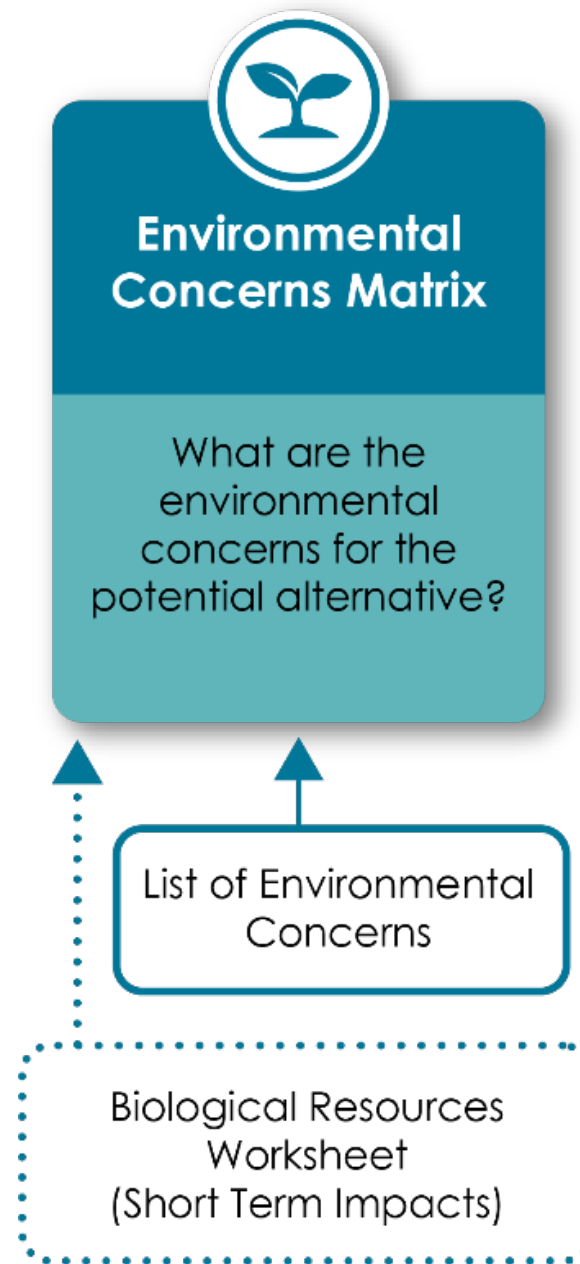 Environmental
Concerns Matrix
What are the
environmental
concerns for the
potential alternative?
List of Environmental
Concerns
Biological Resources
Worksheet
(Short Term Impacts)